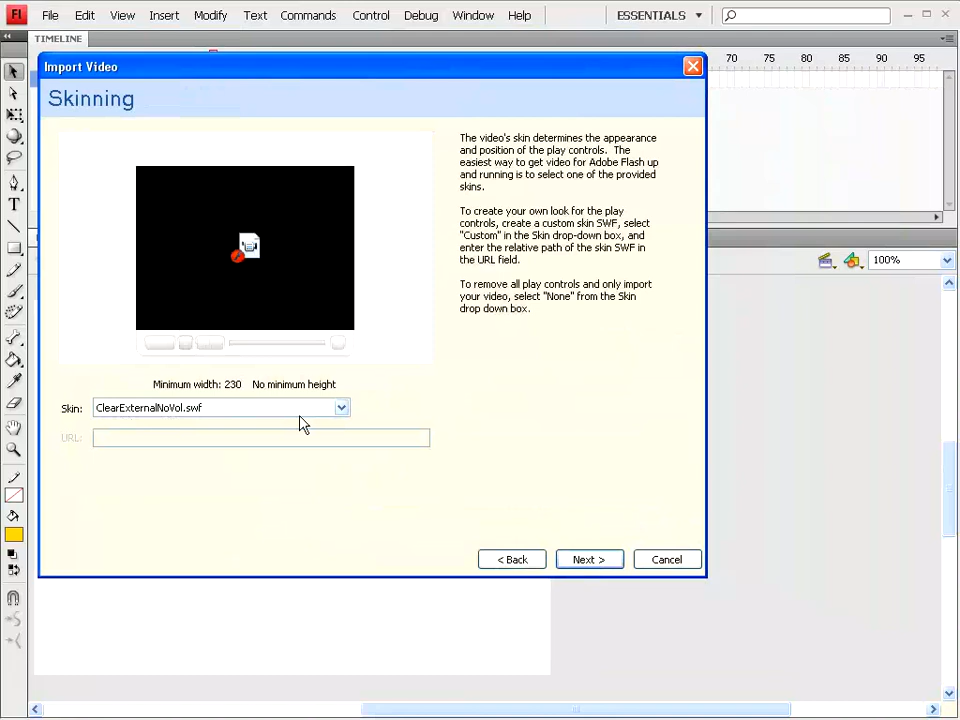 Fl File Edit View Insert Modify Text Commands Control Debug Window Help ESSENTIALS
TIMELINE
70 75 80 85 90 95
Import Video
Skinning
The video's skin determines the appearance
and position of the play controls. The
easiest way to get video for Adobe Flash up
and running is to select one of the provided
skins.
To create your own look for the play
controls, create a custom skin SWF, select
"Custom" in the Skin drop-down box, and
enter the relative path of the skin SWF in
the URL field.
To remove all play controls and only import
your video, select "None" from the Skin
drop down box.
100%
Minimum width: 230 No minimum height
Skin: ClearExternalNoVol.swf
URL:
< Back Next > Cancel